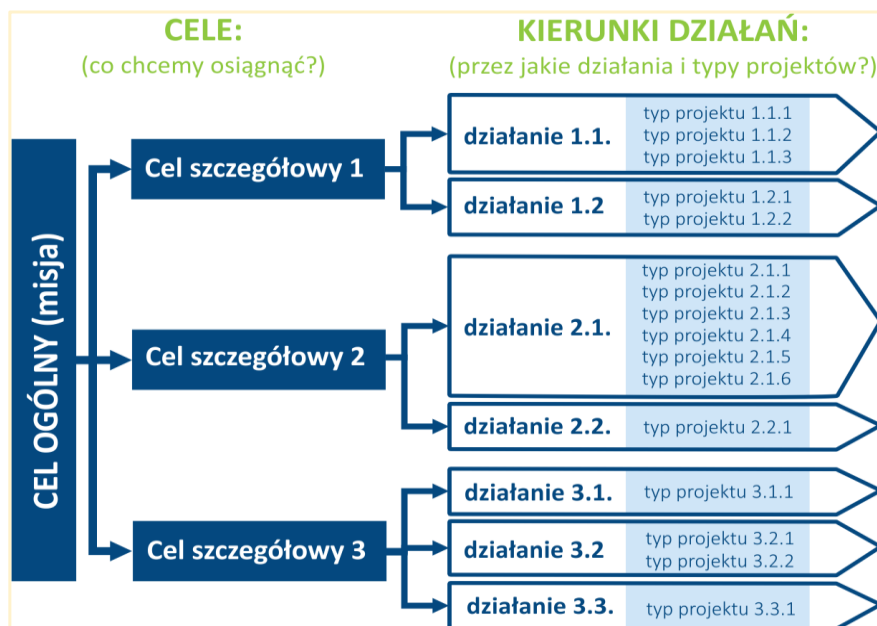 CELE:
(co chcemy osiągnąć?)
KIERUNKI DZIAŁAŃ:
(przez jakie działania i typy projektów?)
CEL OGÓLNY (misja)
Cel szczegółowy 1
działanie 1.1.
typ projektu 1.1.1
typ projektu 1.1.2
typ projektu 1.1.3
działanie 1.2
typ projektu 1.2.1
typ projektu 1.2.2
Cel szczegółowy 2
działanie 2.1.
typ projektu 2.1.1
typ projektu 2.1.2
typ projektu 2.1.3
typ projektu 2.1.4
typ projektu 2.1.5
typ projektu 2.1.6
działanie 2.2.
typ projektu 2.2.1
Cel szczegółowy 3
działanie 3.1.
typ projektu 3.1.1
działanie 3.2
typ projektu 3.2.1
typ projektu 3.2.2
działanie 3.3.
typ projektu 3.3.1